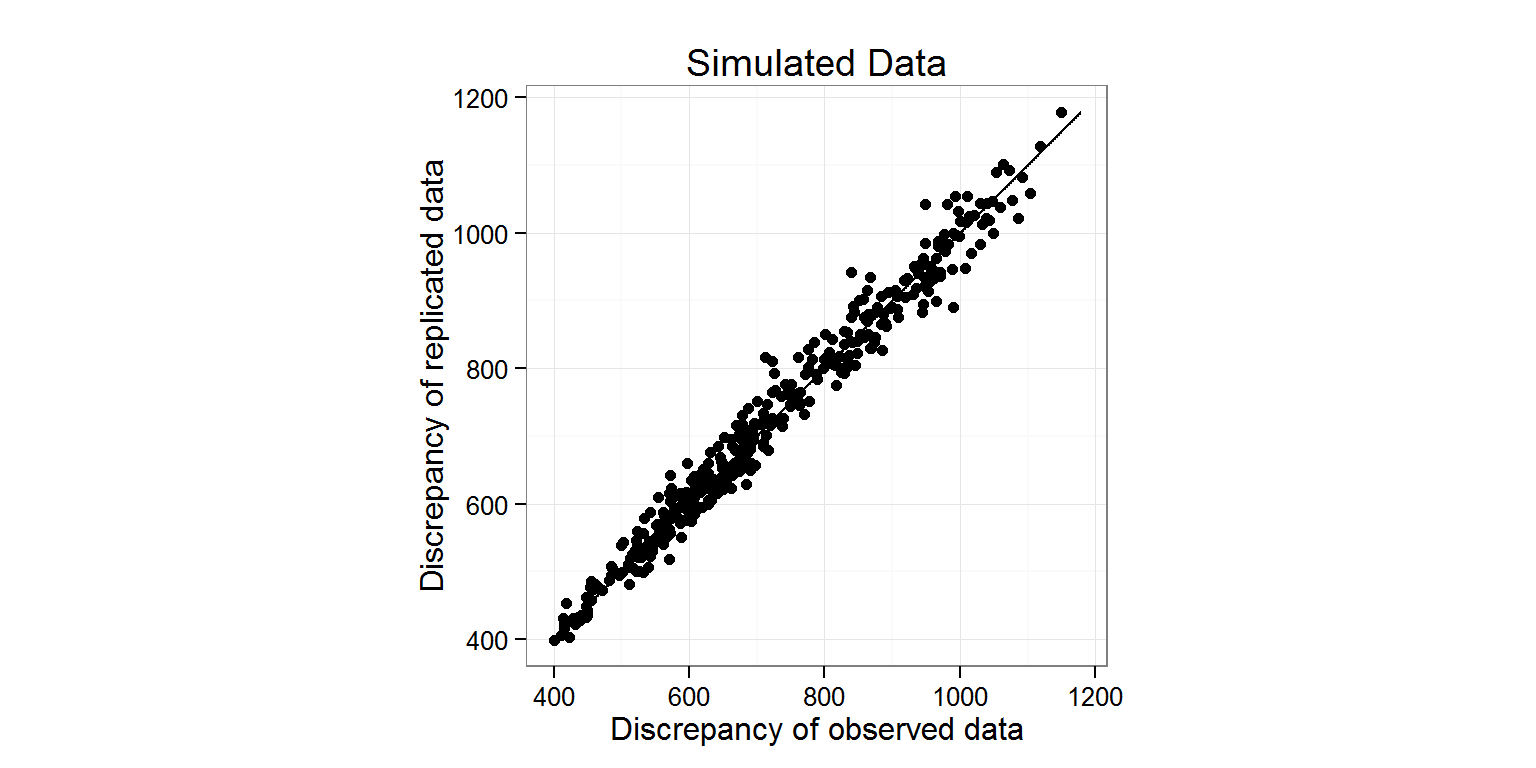 Simulated Data
Discrepancy of replicated data
1200
1000
800
600
400
400 600 800 1000 1200
Discrepancy of observed data